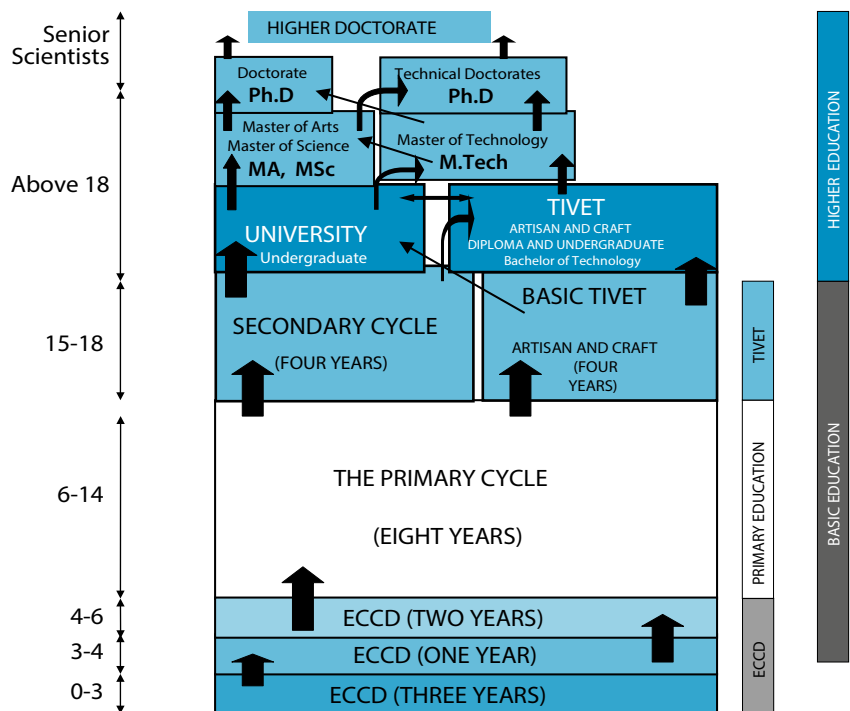 Senior
Scientists
HIGHER DOCTORATE
Doctorate
Ph.D
Technical Doctorates
Ph.D
Above 18
Master of Arts
Master of Science
MA, MSc
Master of Technology
M.Tech
UNIVERSITY
Undergraduate
TIVET
ARTISAN AND CRAFT
DIPLOMA AND UNDERGRADUATE
Bachelor of Technology
15-18
SECONDARY CYCLE
(FOUR YEARS)
BASIC TIVET
ARTISAN AND CRAFT
(FOUR
YEARS)
6-14
THE PRIMARY CYCLE
(EIGHT YEARS)
4-6
ECCD (TWO YEARS)
3-4
ECCD (ONE YEAR)
0-3
ECCD (THREE YEARS)
TIVET
PRIMARY EDUCATION
ECCD
HIGHER EDUCATION
BASIC EDUCATION